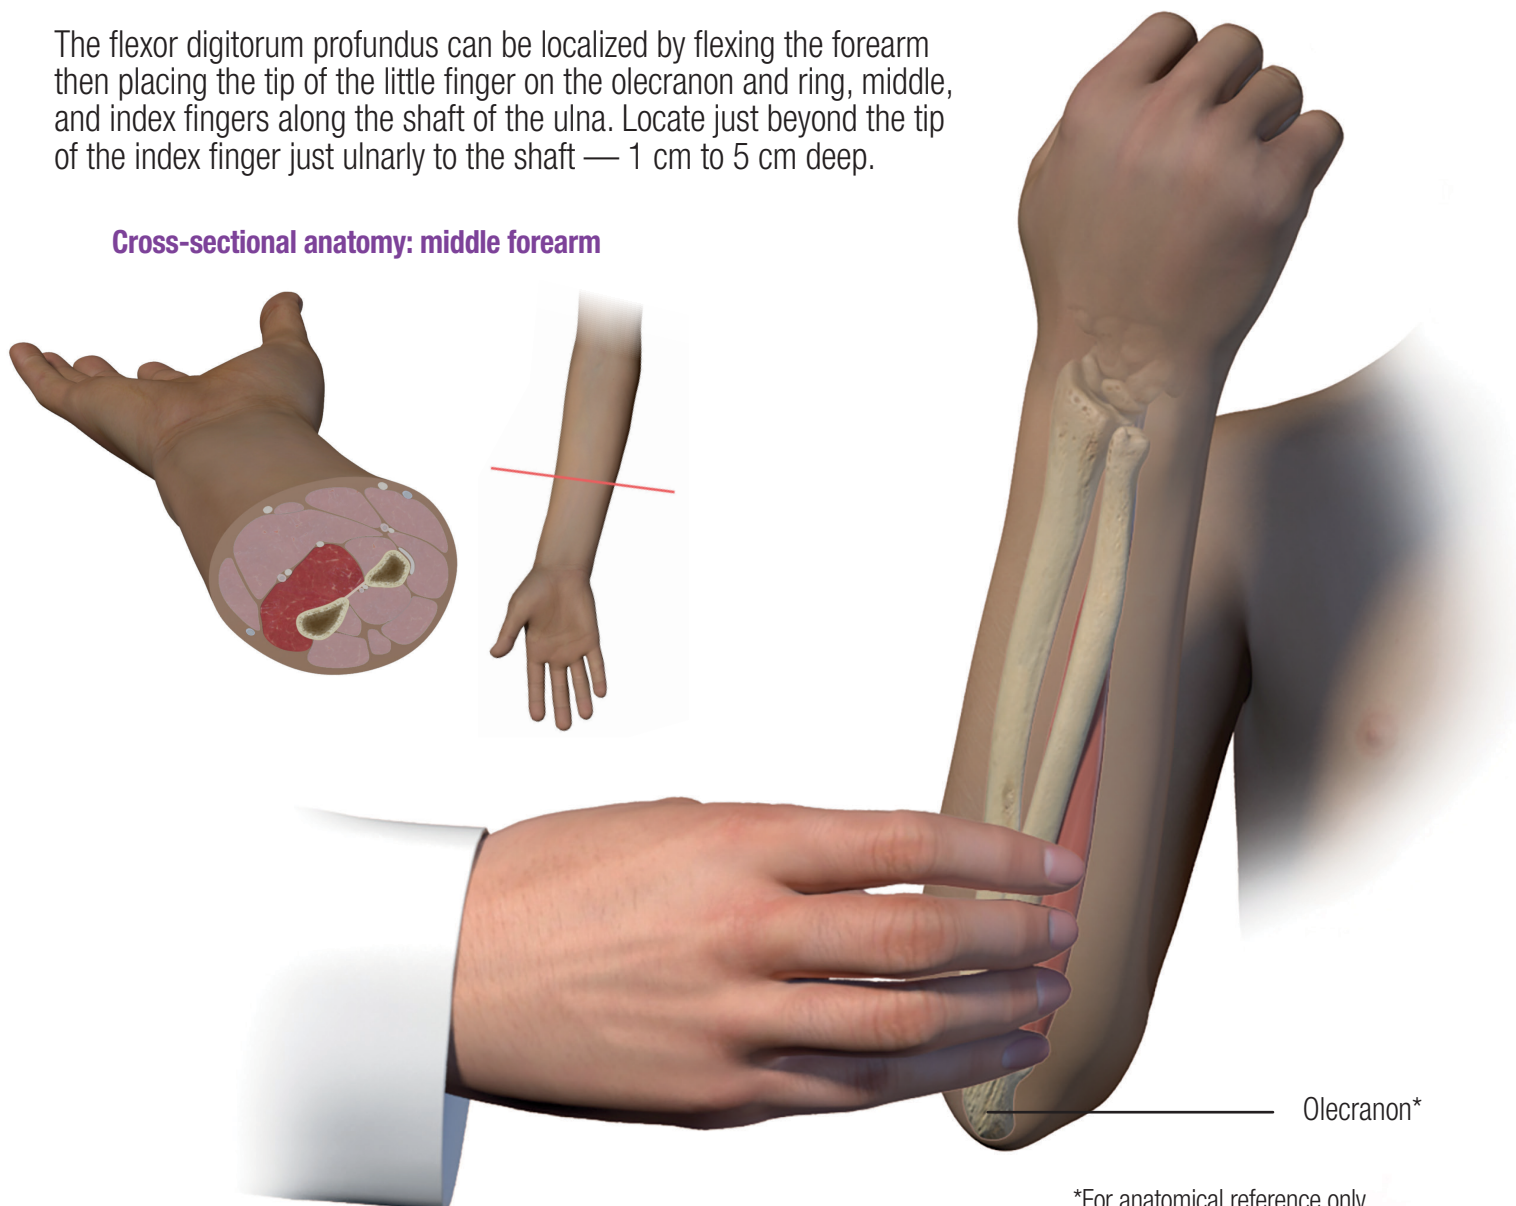 The flexor digitorum profundus can be localized by flexing the forearm
then placing the tip of the little finger on the olecranon and ring, middle,
and index fingers along the shaft of the ulna. Locate just beyond the tip
of the index finger just ulnarly to the shaft — 1 cm to 5 cm deep.
Cross-sectional anatomy: middle forearm
Olecranon*
*For anatomical reference only